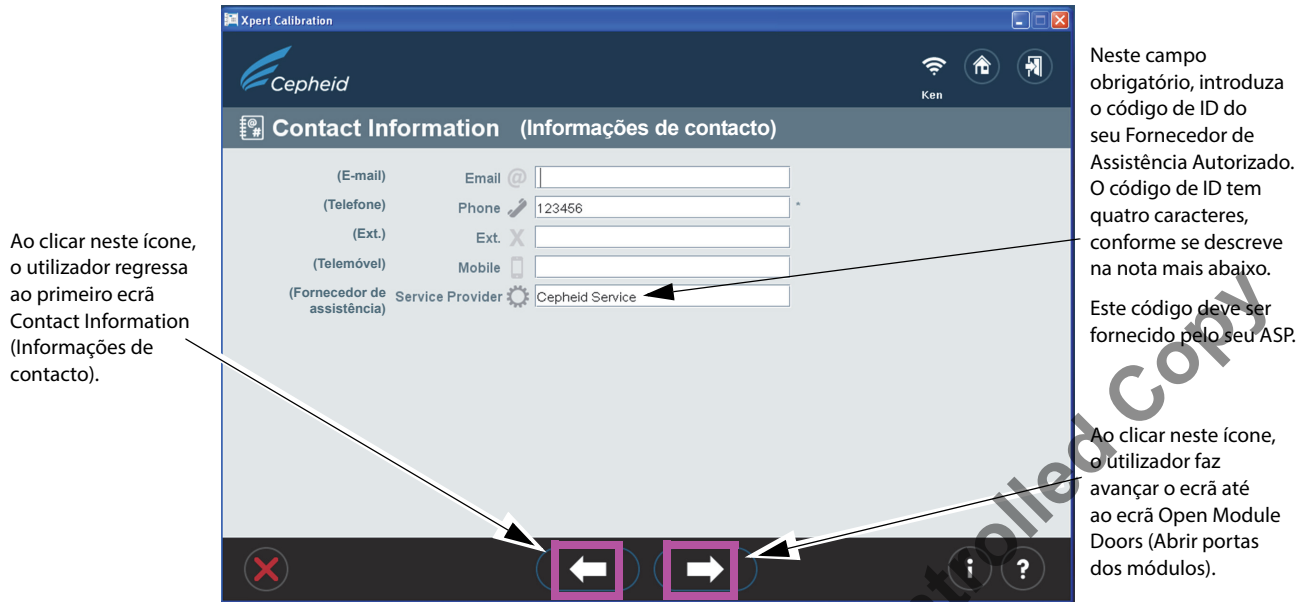 Xpert Calibration
Cepheid
Ken
Contact Information (Informações de contacto)
(E-mail) Email @
(Telefone) Phone 123456 *
(Ext.) Ext. X
(Telemóvel) Mobile
(Fornecedor de assistência) Service Provider Cepheid Service
Ao clicar neste ícone,
o utilizador regressa
ao primeiro ecrã
Contact Information
(Informações de
contacto).
Neste campo
obrigatório, introduza
o código de ID do
seu Fornecedor de
Assistência Autorizado.
O código de ID tem
quatro caracteres,
conforme se descreve
na nota mais abaixo.
Este código deve ser
fornecido pelo seu ASP.
Ao clicar neste ícone,
o utilizador faz
avançar o ecrã até
ao ecrã Open Module
Doors (Abrir portas
dos módulos).
i ?
Copy